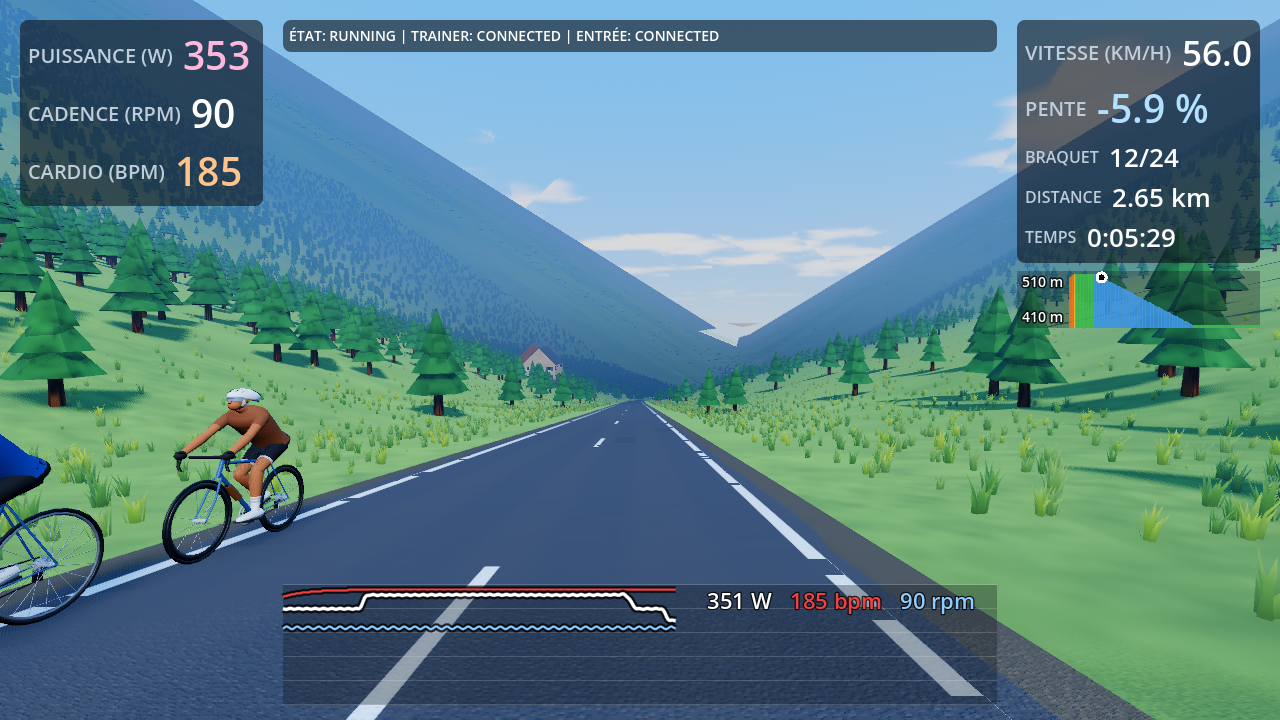 PUISSANCE (W) 353
CADENCE (RPM) 90
CARDIO (BPM) 185
ÉTAT: RUNNING | TRAINER: CONNECTED | ENTRÉE: CONNECTED
VITESSE (KM/H) 56.0
PENTE -5.9 %
BRAQUET 12/24
DISTANCE 2.65 km
TEMPS 0:05:29
510 m
410 m
351 W 185 bpm 90 rpm